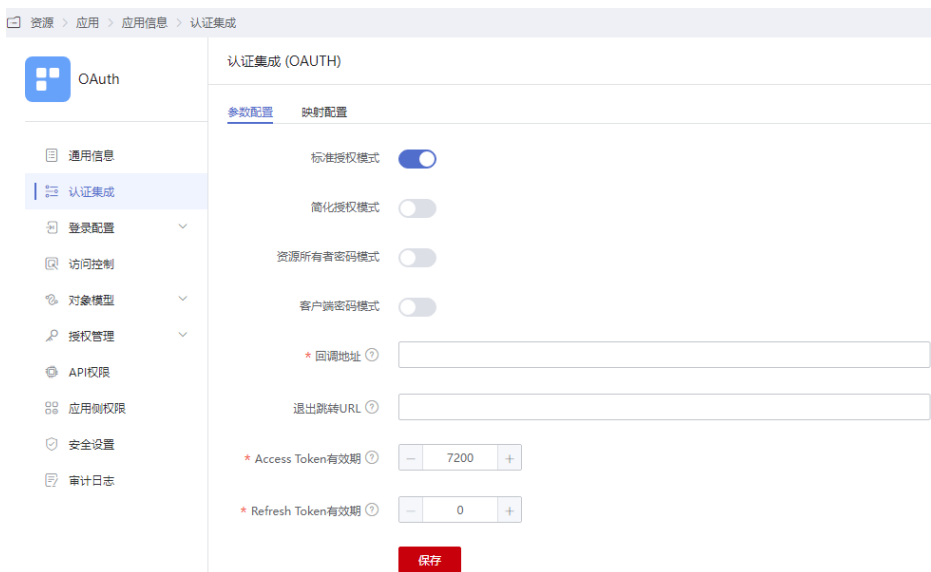 资源 > 应用 > 应用信息 > 认证集成
OAuth
通用信息
认证集成
登录配置
访问控制
对象模型
授权管理
API权限
应用侧权限
安全设置
审计日志
认证集成 (OAUTH)
参数配置 映射配置
标准授权模式
简化授权模式
资源所有者密码模式
客户端密码模式
* 回调地址 ?
退出跳转URL ?
* Access Token有效期 ? − 7200 +
* Refresh Token有效期 ? − 0 +
保存